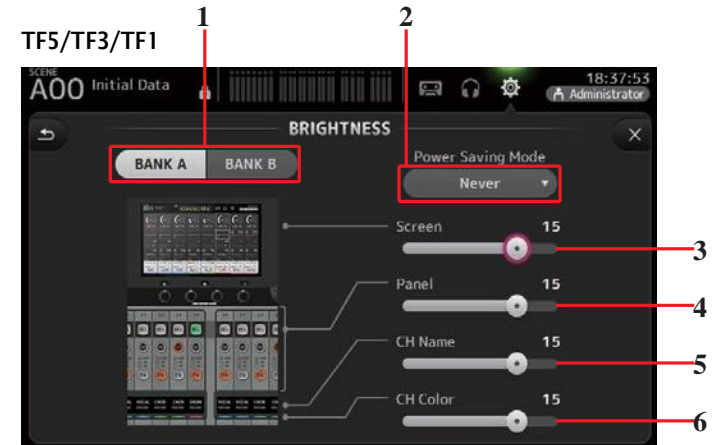 1 2
TF5/TF3/TF1
SCENE
A00 Initial Data
18:37:53
Administrator
BRIGHTNESS
BANK A BANK B
Power Saving Mode
Never
Screen 15
3
Panel 15
4
CH Name 15
5
CH Color 15
6